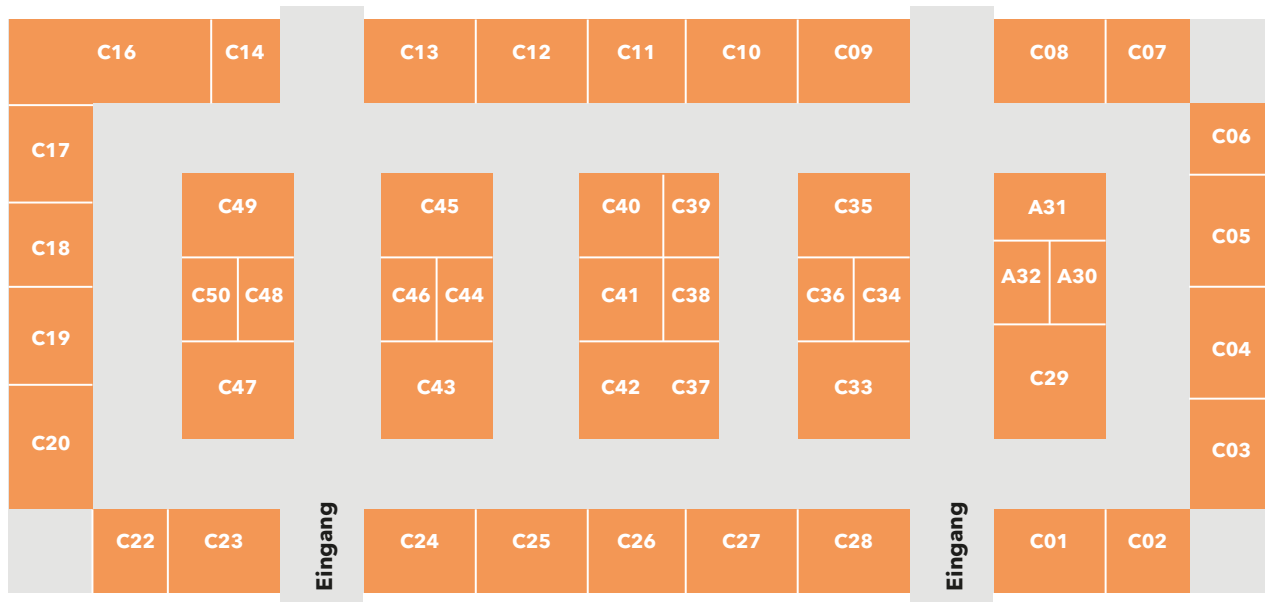 C16 C14 C13 C12 C11 C10 C09 C08 C07
C06
C17
C49 C45 C40 C39 C35 A31
C05
C18
A32 A30
C50 C48 C46 C44 C41 C38 C36 C34
C19
C04
C29
C47 C43 C42 C37 C33
C20
C03
C22 C23 Eingang C24 C25 C26 C27 C28 Eingang C01 C02